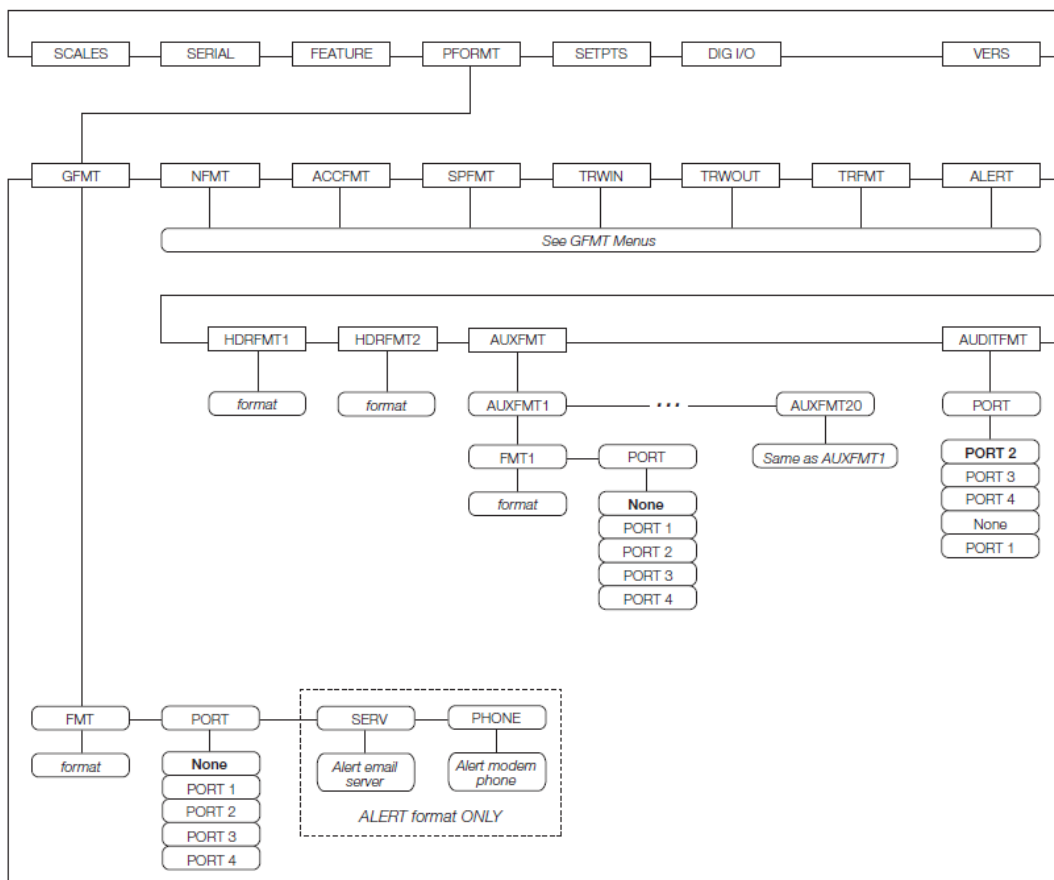 SCALES SERIAL FEATURE PFORMT SETPTS DIG I/O VERS
GFMT NFMT ACCFMT SPFMT TRWIN TRWOUT TRFMT ALERT
See GFMT Menus
HDRFMT1 HDRFMT2 AUXFMT AUDITFMT
format format AUXFMT1 ... AUXFMT20 PORT
FMT1 PORT Same as AUXFMT1 PORT 2
PORT 3
format None PORT 4
PORT 1 None
PORT 2 PORT 1
PORT 3
PORT 4
FMT PORT SERV PHONE
format None Alert email Alert modem
server phone
PORT 1
PORT 2 ALERT format ONLY
PORT 3
PORT 4